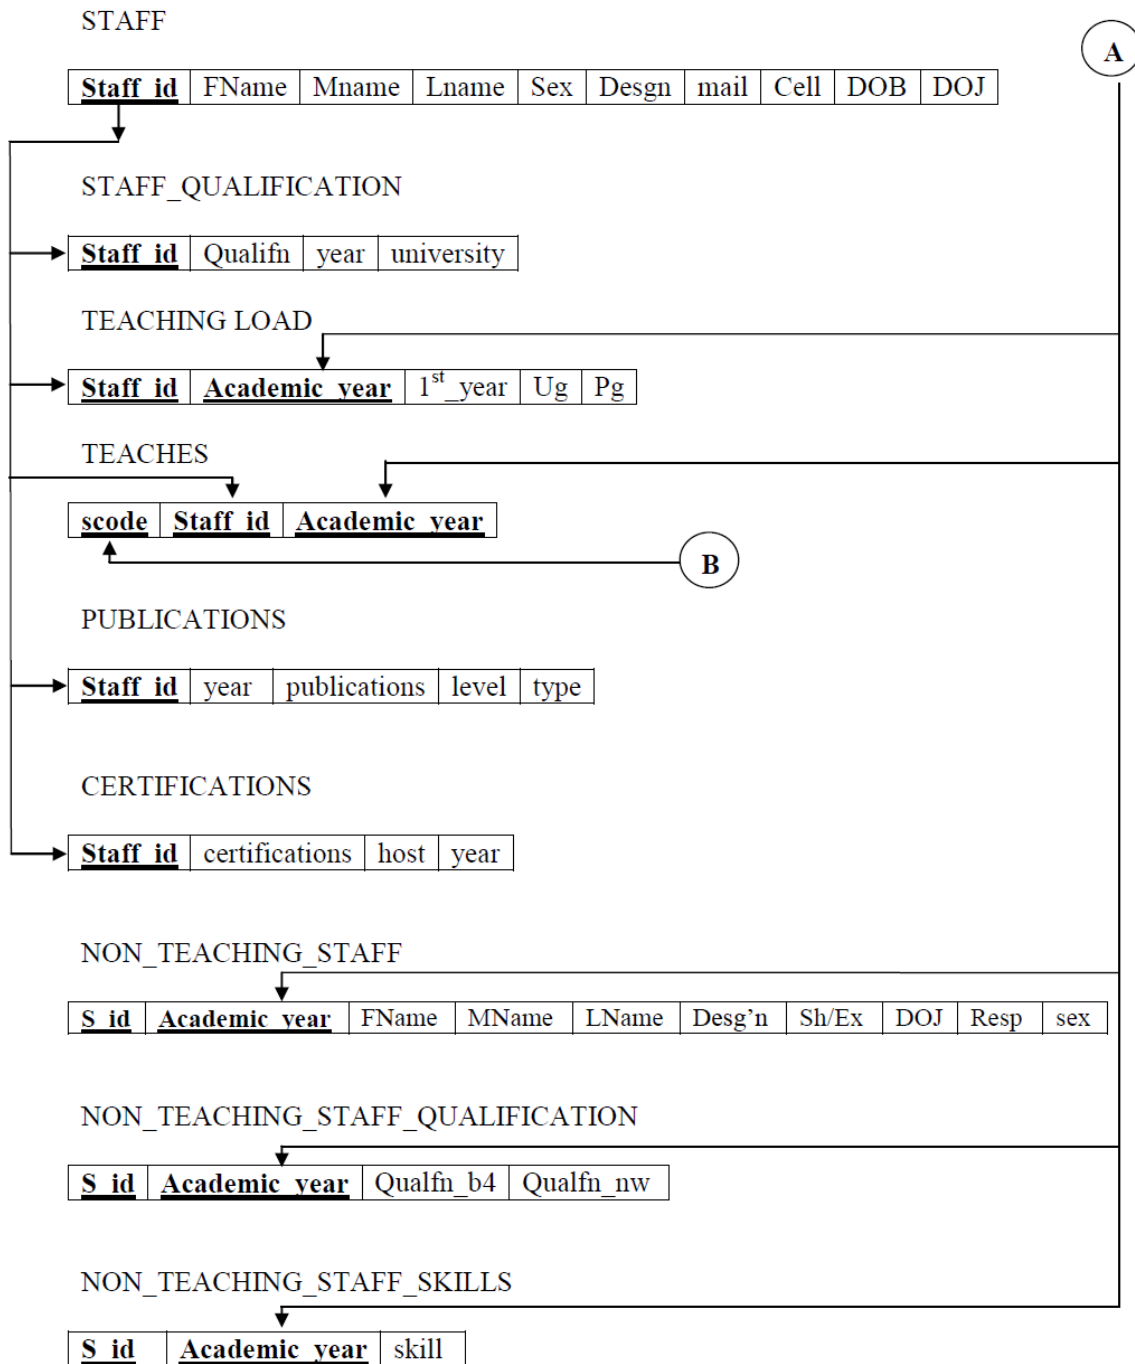 STAFF
A
Staff_id FName Mname Lname Sex Desgn mail Cell DOB DOJ
STAFF_QUALIFICATION
Staff_id Qualifn year university
TEACHING LOAD
Staff_id Academic_year 1st_year Ug Pg
TEACHES
scode Staff_id Academic_year
B
PUBLICATIONS
Staff_id year publications level type
CERTIFICATIONS
Staff_id certifications host year
NON_TEACHING_STAFF
S_id Academic_year FName MName LName Desg’n Sh/Ex DOJ Resp sex
NON_TEACHING_STAFF_QUALIFICATION
S_id Academic_year Qualfn_b4 Qualfn_nw
NON_TEACHING_STAFF_SKILLS
S_id Academic_year skill